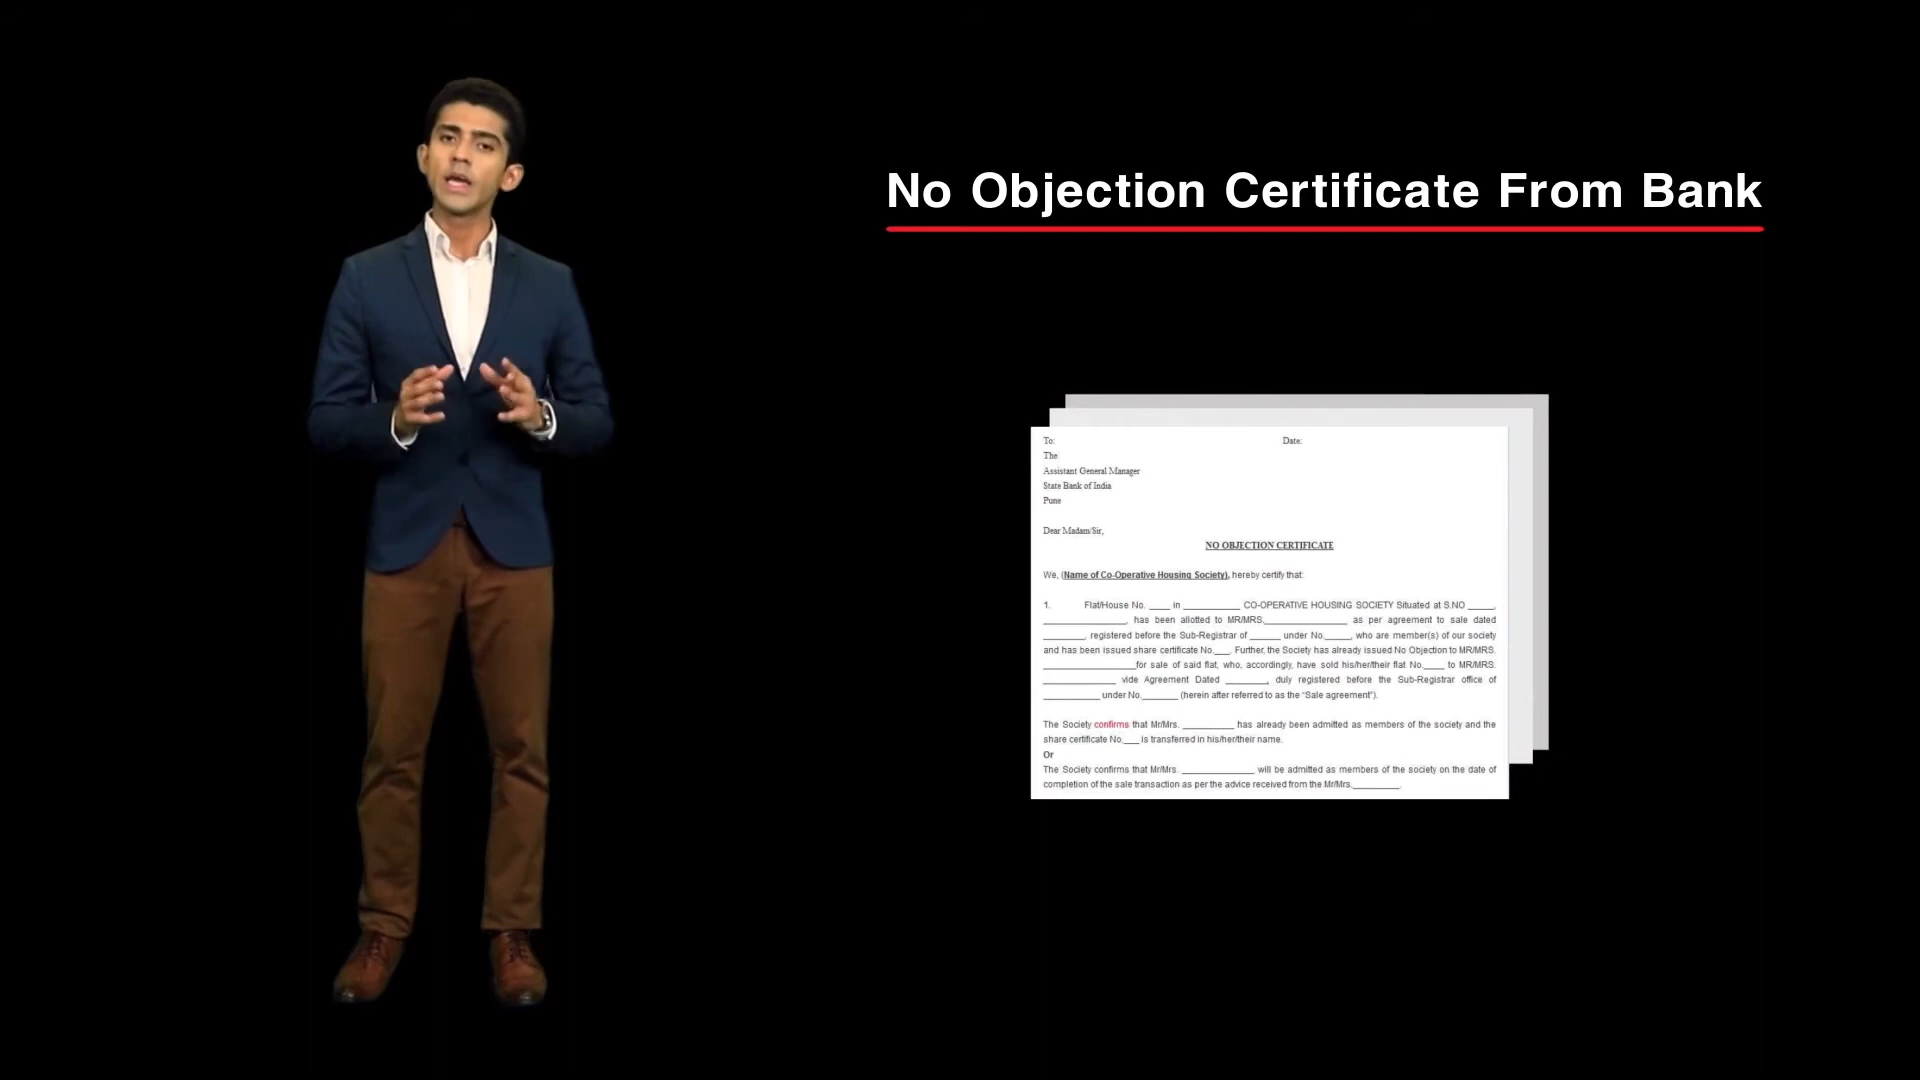 No Objection Certificate From Bank
To: Date:
The
Assistant General Manager
State Bank of India
Pune
Dear Madam/Sir,
NO OBJECTION CERTIFICATE
We, (Name of Co-Operative Housing Society), hereby certify that:
1. Flat/House No. ____ in ___________ CO-OPERATIVE HOUSING SOCIETY Situated at S.NO _____,
________________, has been allotted to MR/MRS.________________ as per agreement to sale dated
________, registered before the Sub-Registrar of ______ under No._____, who are member(s) of our society
and has been issued share certificate No.___. Further, the Society has already issued No Objection to MR/MRS.
__________________for sale of said flat, who, accordingly, have sold his/her/their flat No.____ to MR/MRS.
______________ vide Agreement Dated ________, duly registered before the Sub-Registrar office of
___________ under No._______ (herein after referred to as the “Sale agreement”).
The Society confirms that Mr/Mrs. __________ has already been admitted as members of the society and the
share certificate No.___ is transferred in his/her/their name.
Or
The Society confirms that Mr/Mrs. ______________ will be admitted as members of the society on the date of
completion of the sale transaction as per the advice received from the Mr/Mrs._________.